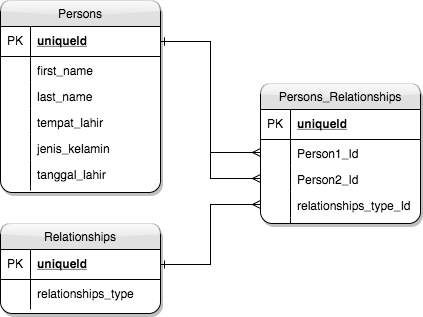 Persons
PK uniqueId
first_name
last_name
tempat_lahir
jenis_kelamin
tanggal_lahir
Persons_Relationships
PK uniqueId
Person1_Id
Person2_Id
relationships_type_Id
Relationships
PK uniqueId
relationships_type